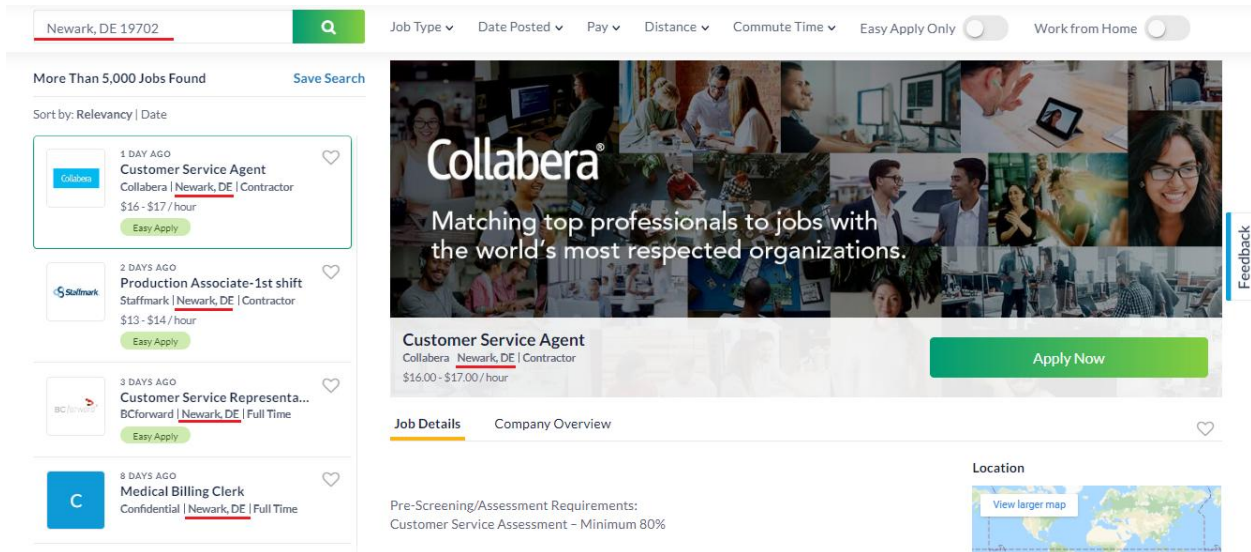 Newark, DE 19702
Job Type Date Posted Pay Distance Commute Time Easy Apply Only Work from Home
More Than 5,000 Jobs Found Save Search
Sort by: Relevancy | Date
Collabera
1 DAY AGO
Customer Service Agent
Collabera | Newark, DE | Contractor
$16 - $17 / hour
Easy Apply
Staffmark
2 DAYS AGO
Production Associate-1st shift
Staffmark | Newark, DE | Contractor
$13 - $14 / hour
Easy Apply
BCforward
3 DAYS AGO
Customer Service Representa...
BCforward | Newark, DE | Full Time
Easy Apply
C
8 DAYS AGO
Medical Billing Clerk
Confidential | Newark, DE | Full Time
Collabera®
Matching top professionals to jobs with
the world's most respected organizations.
Customer Service Agent
Collabera Newark, DE | Contractor
$16.00 - $17.00 / hour
Apply Now
Job Details Company Overview
Pre-Screening/Assessment Requirements:
Customer Service Assessment – Minimum 80%
Location
View larger map
Feedback